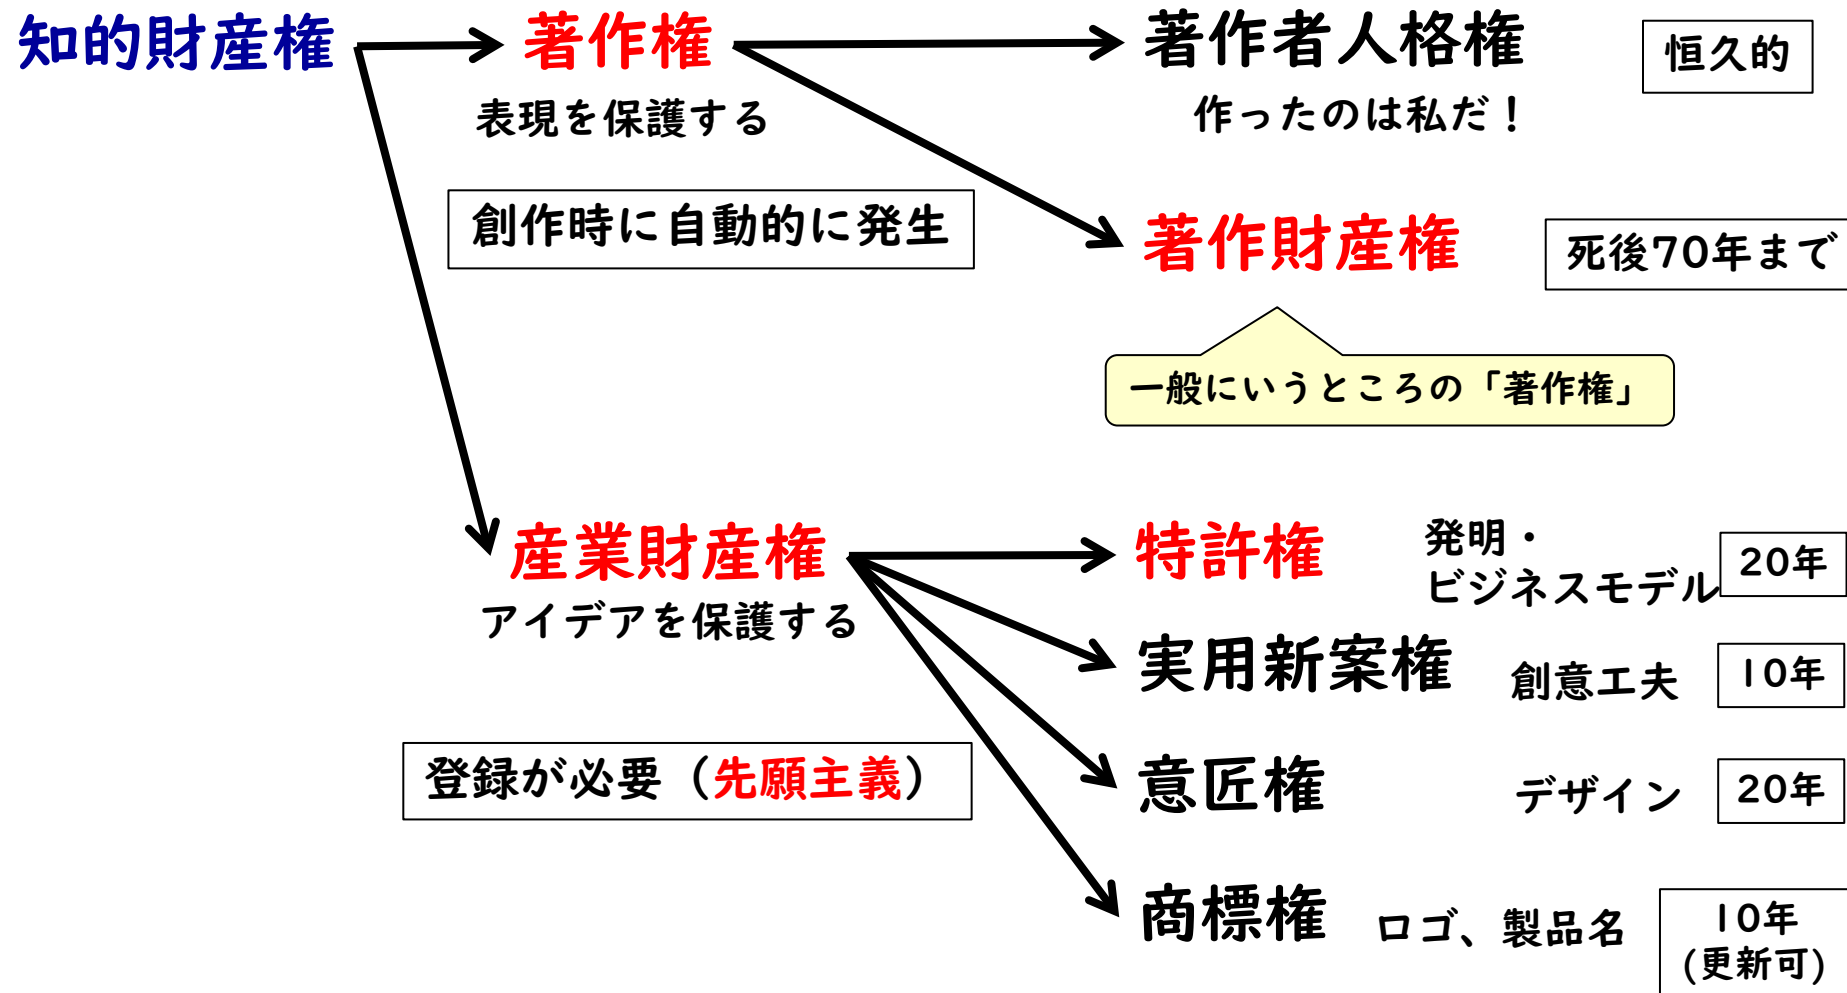 知的財産権
著作権
表現を保護する
創作時に自動的に発生
著作者人格権
作ったのは私だ！
恒久的
著作財産権
死後70年まで
一般にいうところの「著作権」
産業財産権
アイデアを保護する
登録が必要（先願主義）
特許権
発明・
ビジネスモデル
20年
実用新案権
創意工夫
10年
意匠権
デザイン
20年
商標権
ロゴ、製品名
10年
(更新可)